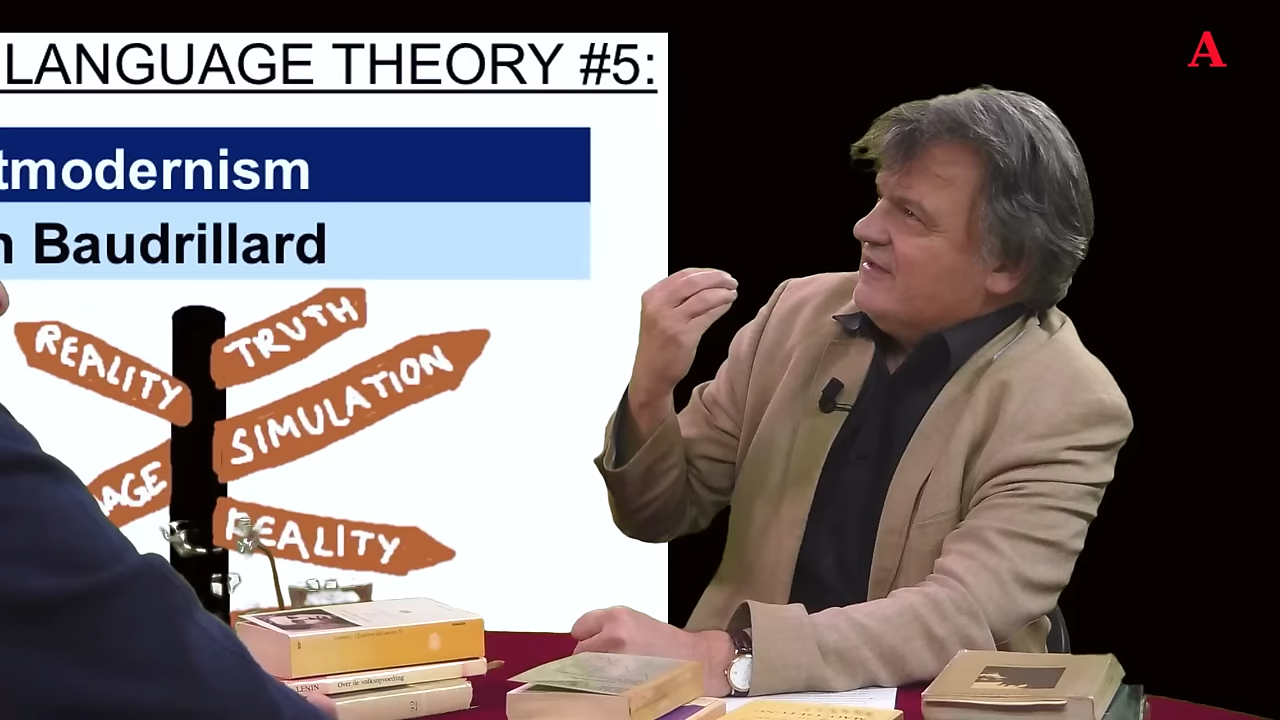 LANGUAGE THEORY #5:
A
tmodernism
n Baudrillard
TRUTH
REALITY
SIMULATION
AGE
REALITY
LENIN Over de volksopvoeding